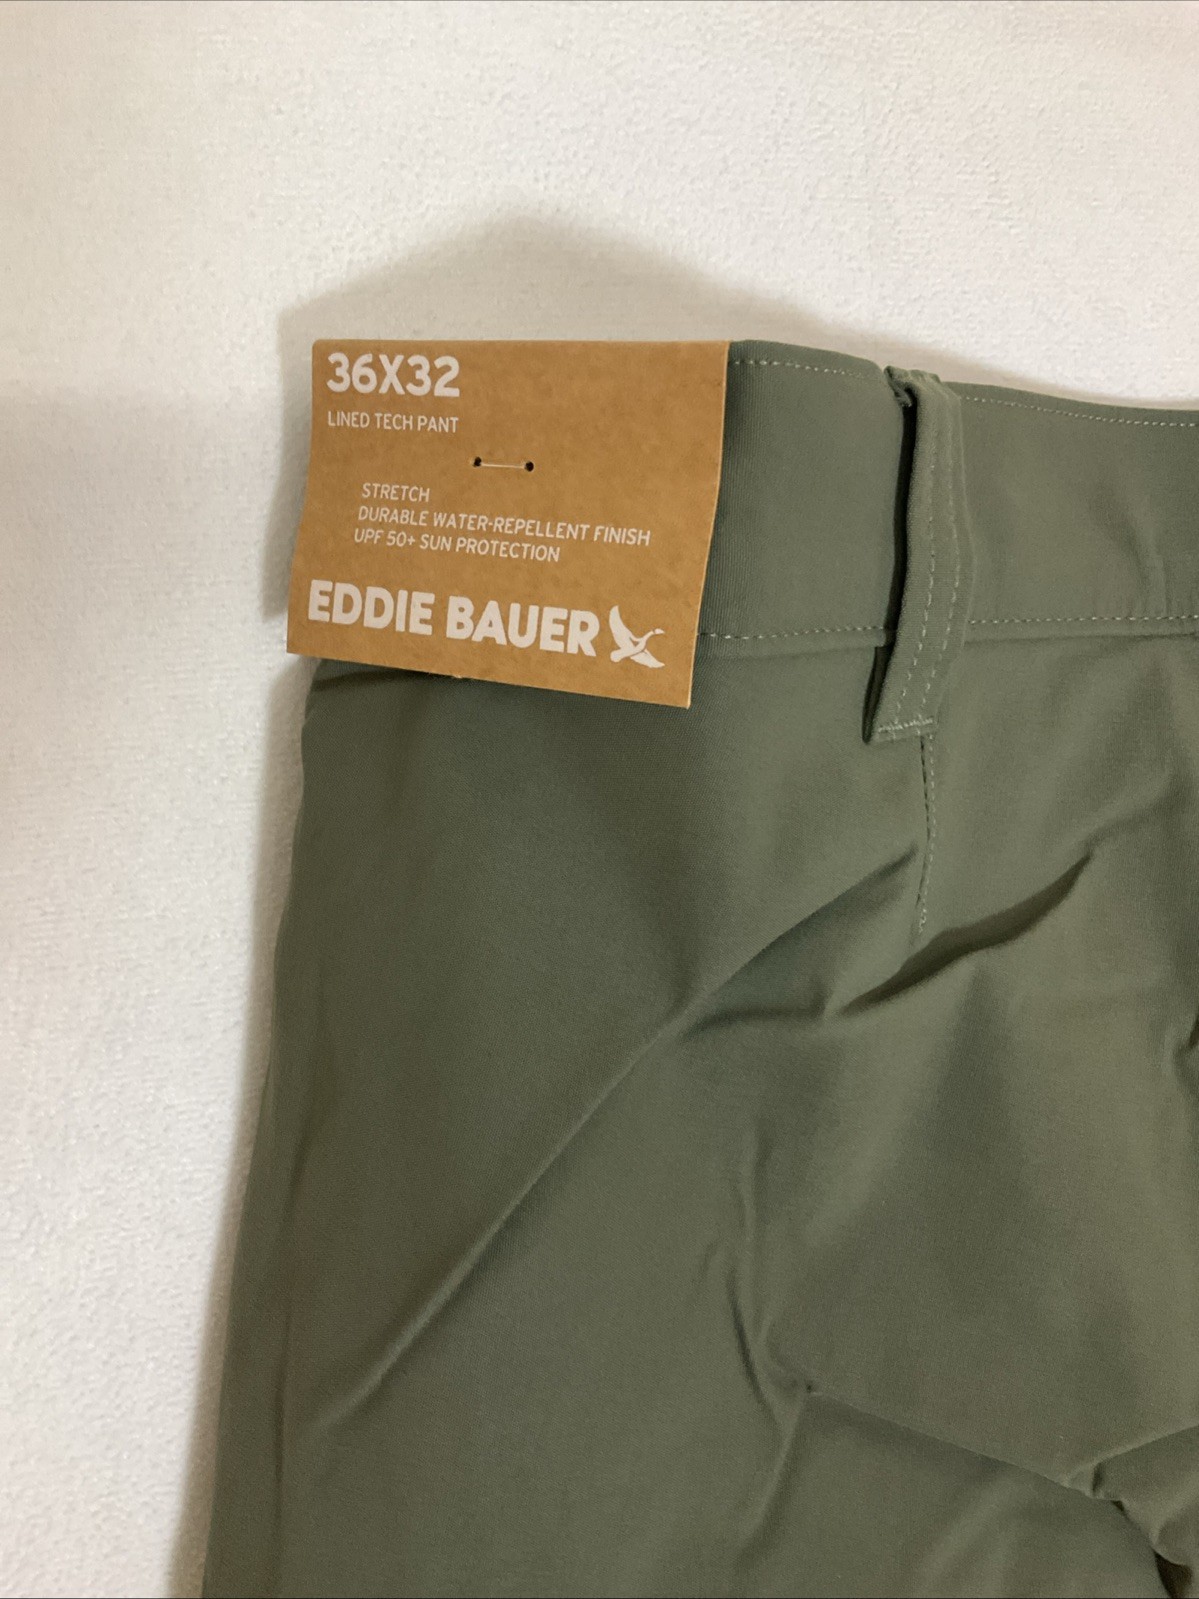 36X32
LINED TECH PANT
STRETCH
DURABLE WATER-REPELLENT FINISH
UPF 50+ SUN PROTECTION
EDDIE BAUER